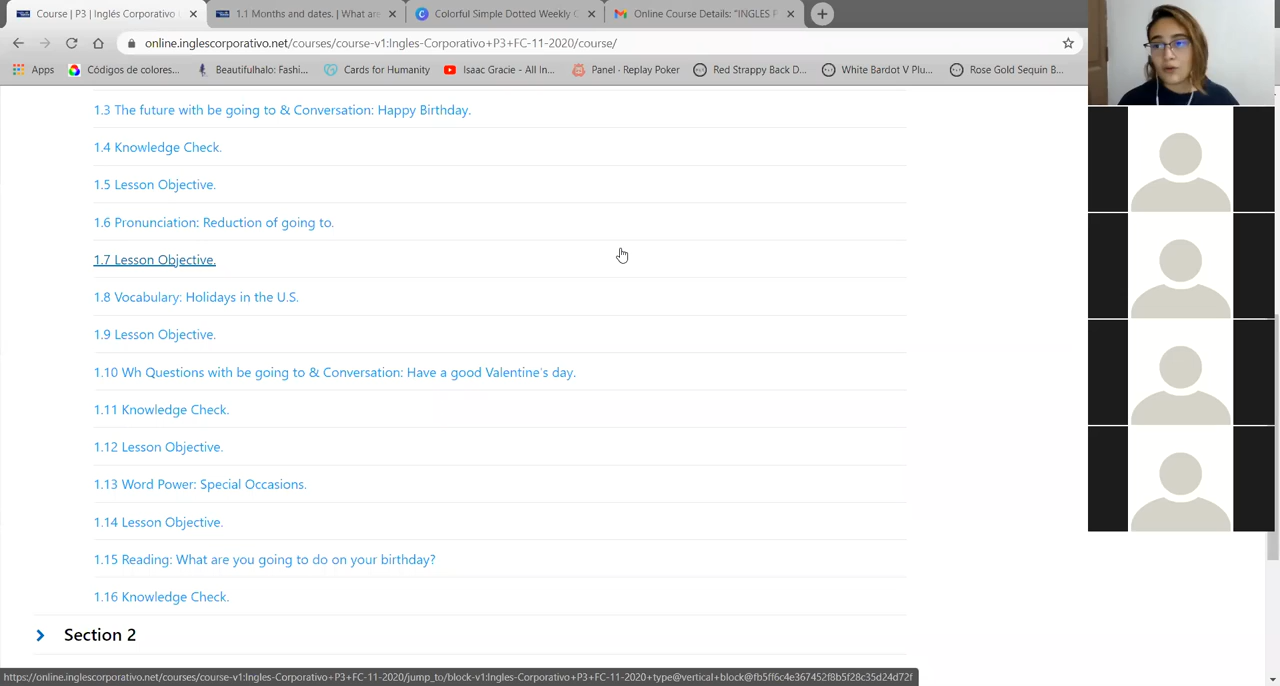 Course | P3 | Inglés Corporativo
1.1 Months and dates. | What are
Colorful Simple Dotted Weekly C
Online Course Details: "INGLES F
online.inglescorporativo.net/courses/course-v1:Ingles-Corporativo+P3+FC-11-2020/course/
Apps
Códigos de colores...
Beautifulhalo: Fashi...
Cards for Humanity
Isaac Gracie - All In...
Panel · Replay Poker
Red Strappy Back D...
White Bardot V Plu...
Rose Gold Sequin B...
1.3 The future with be going to & Conversation: Happy Birthday.
1.4 Knowledge Check.
1.5 Lesson Objective.
1.6 Pronunciation: Reduction of going to.
1.7 Lesson Objective.
1.8 Vocabulary: Holidays in the U.S.
1.9 Lesson Objective.
1.10 Wh Questions with be going to & Conversation: Have a good Valentine's day.
1.11 Knowledge Check.
1.12 Lesson Objective.
1.13 Word Power: Special Occasions.
1.14 Lesson Objective.
1.15 Reading: What are you going to do on your birthday?
1.16 Knowledge Check.
Section 2
https://online.inglescorporativo.net/courses/course-v1:Ingles-Corporativo+P3+FC-11-2020/jump_to/block-v1:Ingles-Corporativo+P3+FC-11-2020+type@vertical+block@fb5ff6c4e367452f8b5f28c35d24d72f